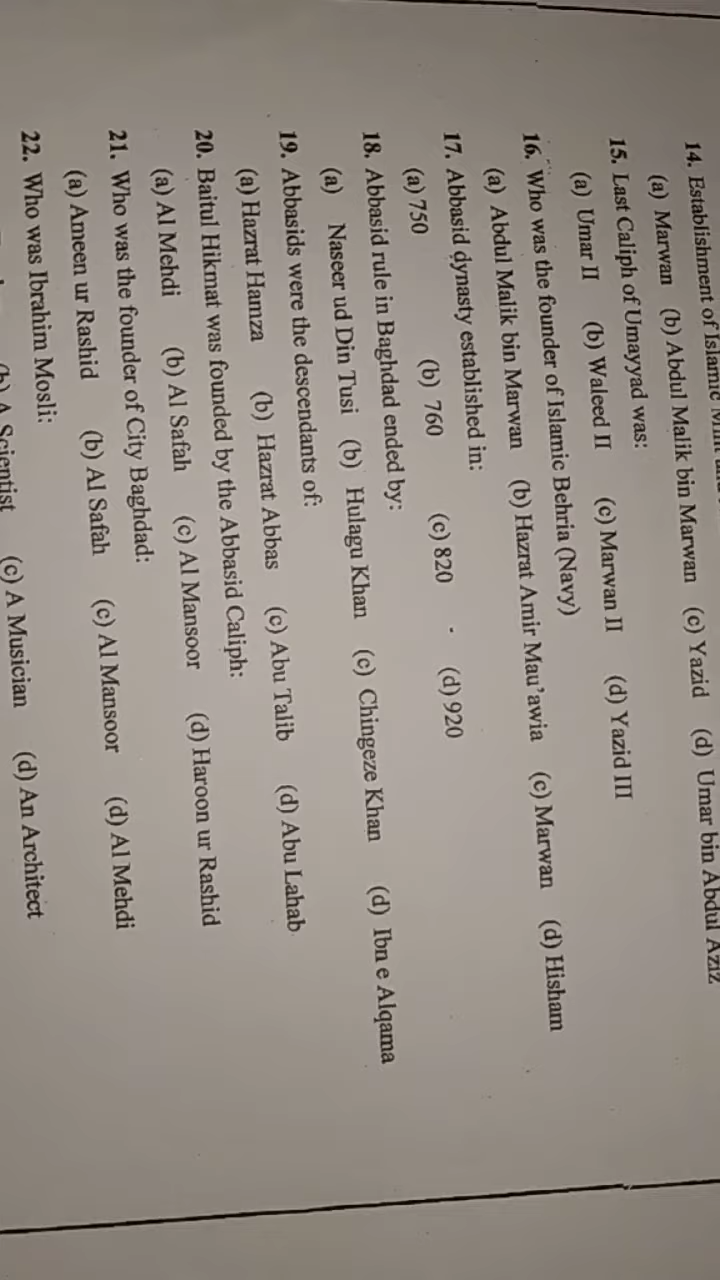 14. Establishment of Islamic
(a) Marwan (b) Abdul Malik bin Marwan (c) Yazid (d) Umar bin Abdul Aziz
15. Last Caliph of Umayyad was:
(a) Umar II (b) Waleed II (c) Marwan II (d) Yazid III
16. Who was the founder of Islamic Behria (Navy)
(a) Abdul Malik bin Marwan (b) Hazrat Amir Mau'awia (c) Marwan (d) Hisham
17. Abbasid dynasty established in:
(a) 750 (b) 760 (c) 820 - (d) 920
18. Abbasid rule in Baghdad ended by:
(a) Naseer ud Din Tusi (b) Hulagu Khan (c) Chingeze Khan (d) Ibn e Alqama
19. Abbasids were the descendants of:
(a) Hazrat Hamza (b) Hazrat Abbas (c) Abu Talib (d) Abu Lahab
20. Baitul Hikmat was founded by the Abbasid Caliph:
(a) Al Mehdi (b) Al Safah (c) Al Mansoor (d) Haroon ur Rashid
21. Who was the founder of City Baghdad:
(a) Ameen ur Rashid (b) Al Safah (c) Al Mansoor (d) Al Mehdi
22. Who was Ibrahim Mosli:
(b) A Scientist (c) A Musician (d) An Architect